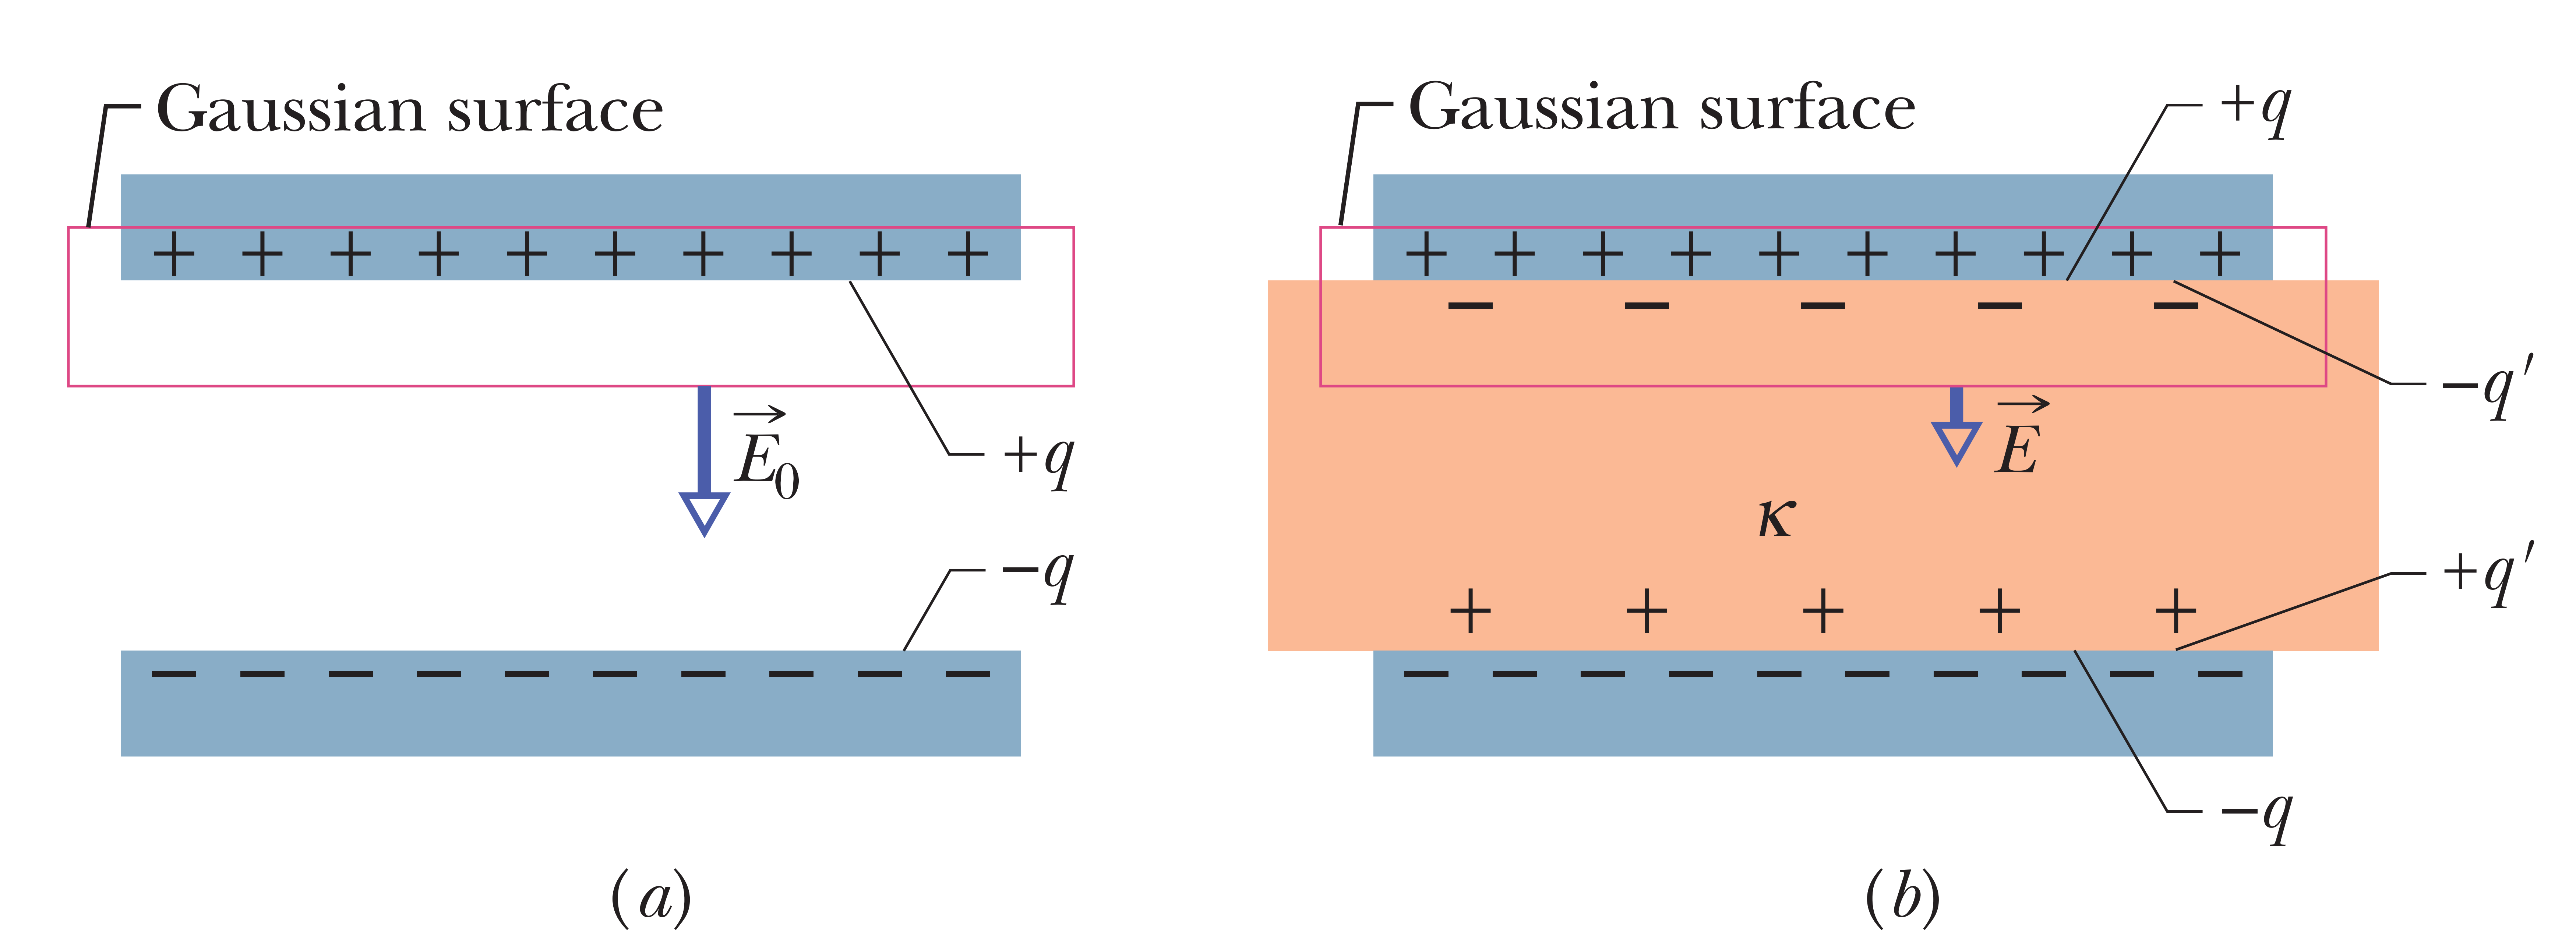 Gaussian surface
+ + + + + + + + + +
E⃗₀
+q
−q
− − − − − − − − − −
(a)
Gaussian surface
+q
+ + + + + + + + + +
− − − − −
−q′
E⃗
κ
+q′
+ + + + +
− − − − − − − − − −
−q
(b)